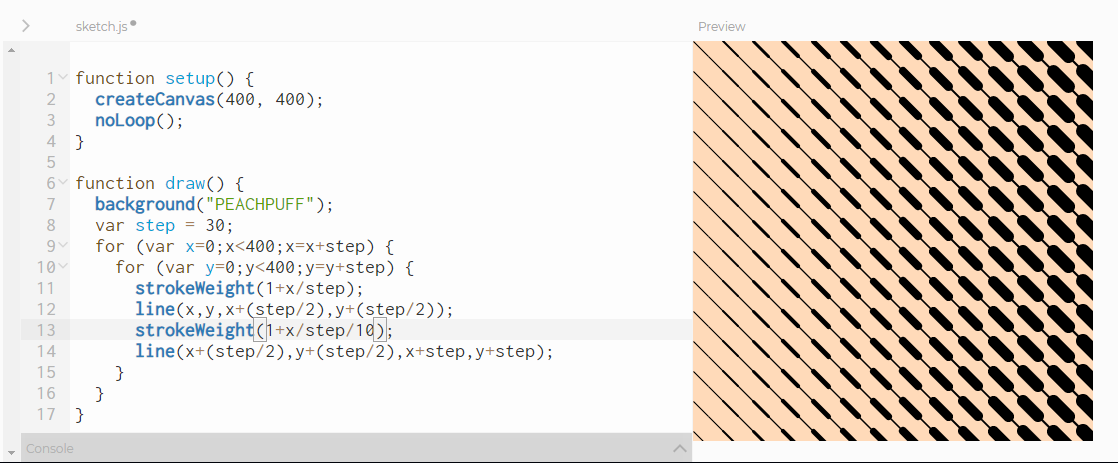 sketch.js Preview
1 function setup() {
2 createCanvas(400, 400);
3 noLoop();
4 }
5
6 function draw() {
7 background("PEACHPUFF");
8 var step = 30;
9 for (var x=0;x<400;x=x+step) {
10 for (var y=0;y<400;y=y+step) {
11 strokeWeight(1+x/step);
12 line(x,y,x+(step/2),y+(step/2));
13 strokeWeight(1+x/step/10);
14 line(x+(step/2),y+(step/2),x+step,y+step);
15 }
16 }
17 }
Console